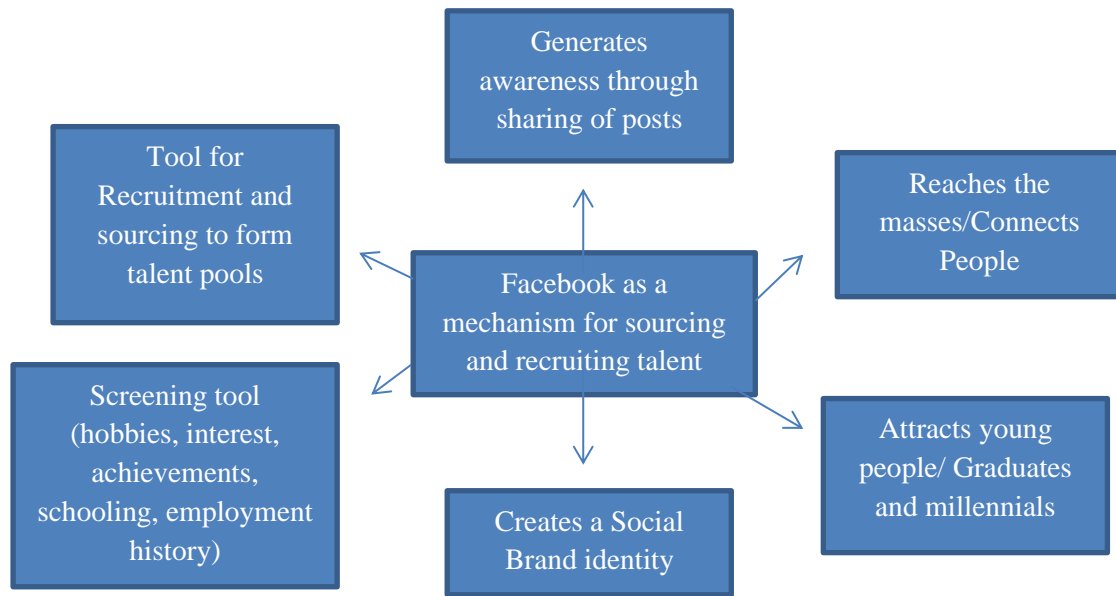 Generates
awareness through
sharing of posts
Tool for
Recruitment and
sourcing to form
talent pools
Reaches the
masses/Connects
People
Facebook as a
mechanism for sourcing
and recruiting talent
Screening tool
(hobbies, interest,
achievements,
schooling, employment
history)
Attracts young
people/ Graduates
and millennials
Creates a Social
Brand identity